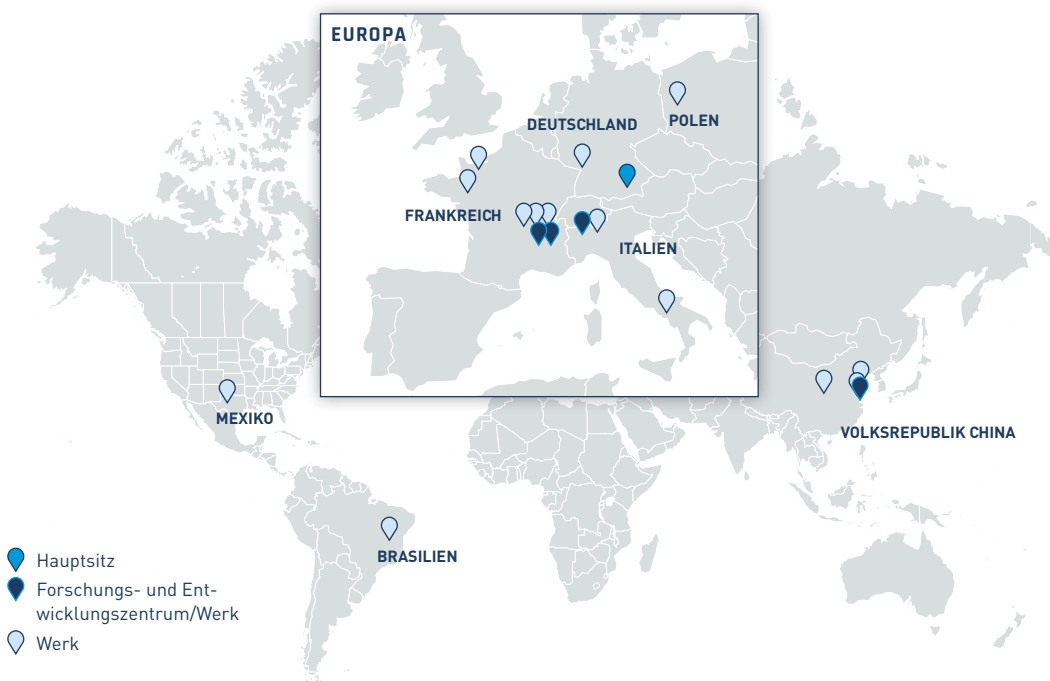 EUROPA
DEUTSCHLAND
POLEN
FRANKREICH
ITALIEN
MEXIKO
VOLKSREPUBLIK CHINA
BRASILIEN
Hauptsitz
Forschungs- und Ent-
wicklungszentrum/Werk
Werk